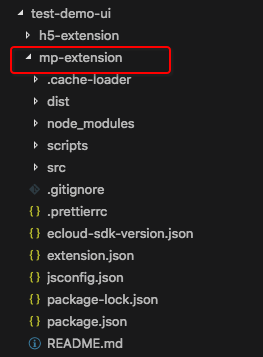 test-demo-ui
h5-extension
mp-extension
.cache-loader
dist
node_modules
scripts
src
.gitignore
{} .prettierrc
{} ecloud-sdk-version.json
{} extension.json
{} jsconfig.json
{} package-lock.json
{} package.json
README.md